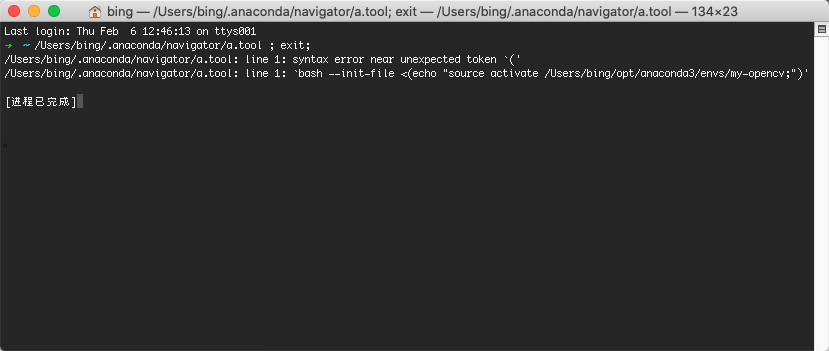 bing — /Users/bing/.anaconda/navigator/a.tool; exit — /Users/bing/.anaconda/navigator/a.tool — 134×23
Last login: Thu Feb  6 12:46:13 on ttys001
→  ~ /Users/bing/.anaconda/navigator/a.tool ; exit;
/Users/bing/.anaconda/navigator/a.tool: line 1: syntax error near unexpected token `('
/Users/bing/.anaconda/navigator/a.tool: line 1: `bash --init-file <(echo "source activate /Users/bing/opt/anaconda3/envs/my-opencv;")'
[进程已完成]